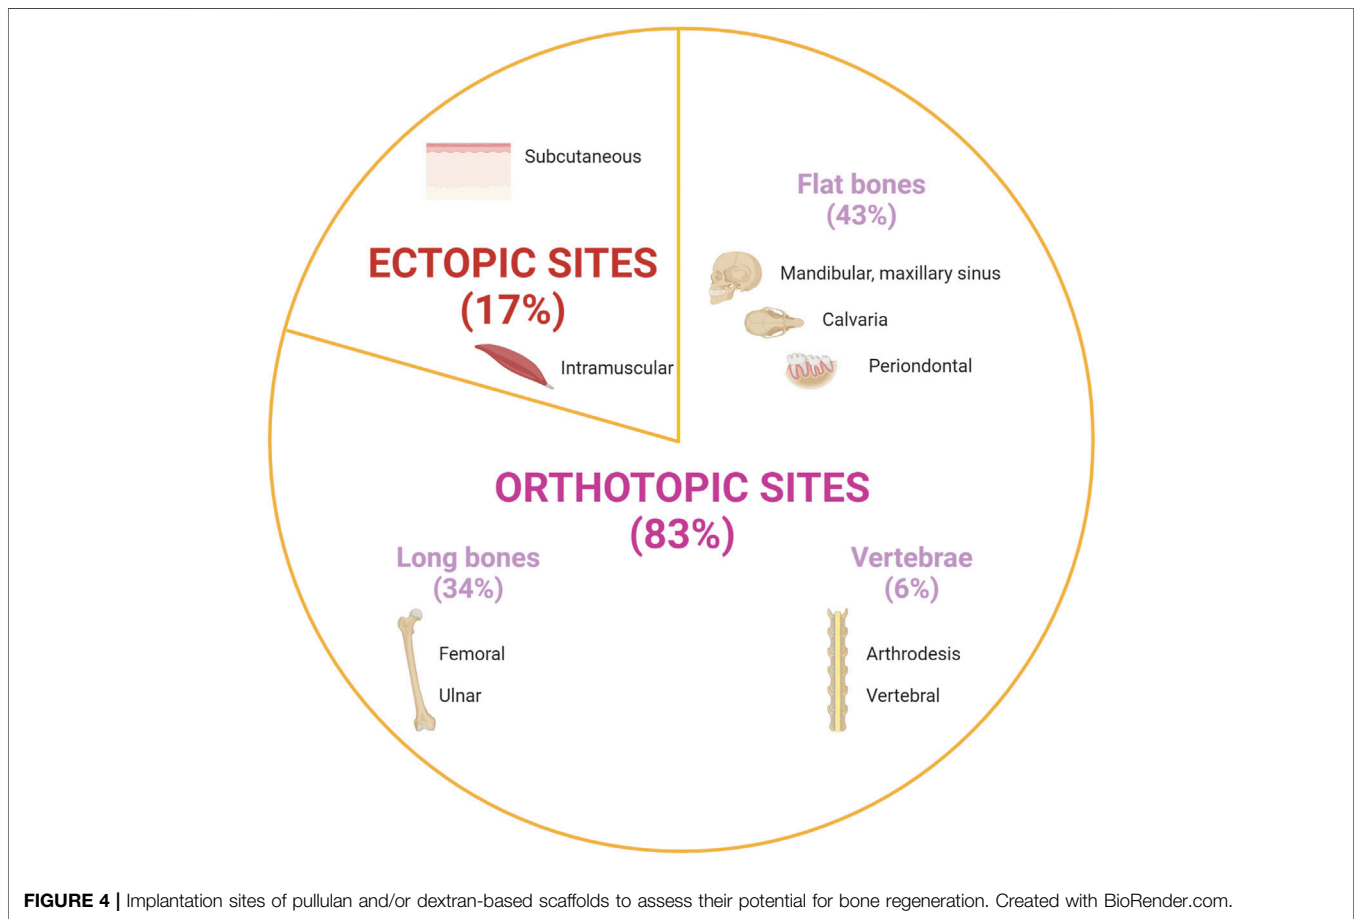 Subcutaneous
ECTOPIC SITES
(17%)
Intramuscular
Flat bones
(43%)
Mandibular, maxillary sinus
Calvaria
Periondontal
ORTHOTOPIC SITES
(83%)
Long bones
(34%)
Femoral
Ulnar
Vertebrae
(6%)
Arthrodesis
Vertebral
FIGURE 4 | Implantation sites of pullulan and/or dextran-based scaffolds to assess their potential for bone regeneration. Created with BioRender.com.